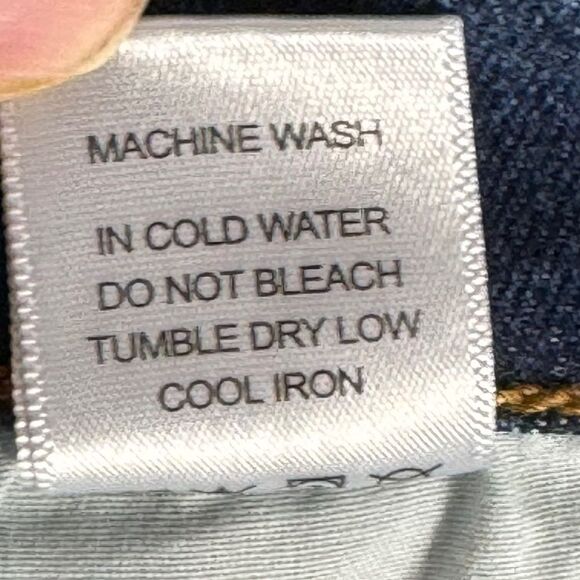 MACHINE WASH
IN COLD WATER
DO NOT BLEACH
TUMBLE DRY LOW
COOL IRON